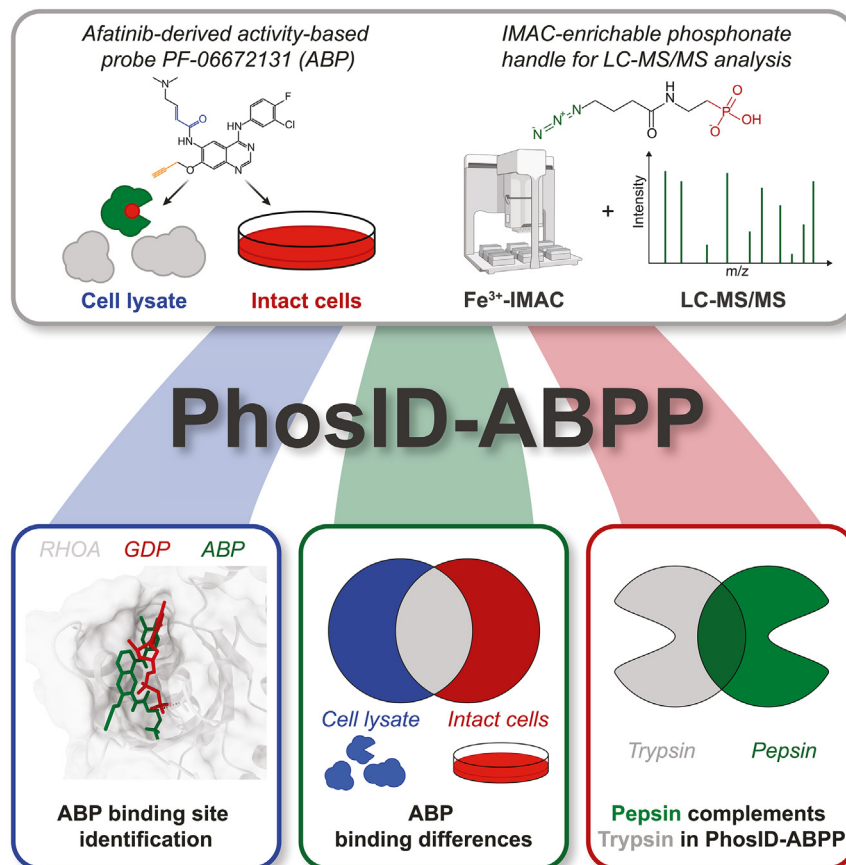 Afatinib-derived activity-based
probe PF-06672131 (ABP)
IMAC-enrichable phosphonate
handle for LC-MS/MS analysis
N
O
HN
F
Cl
HN
N
N
O
N
N⁺
N
⁻
O
H
N
O
P
OH
O
⁻
Intensity
m/z
+
Cell lysate
Intact cells
Fe³⁺-IMAC
LC-MS/MS
PhosID-ABPP
RHOA GDP ABP
ABP binding site
identification
Cell lysate
Intact cells
ABP
binding differences
Trypsin
Pepsin
Pepsin complements
Trypsin in PhosID-ABPP